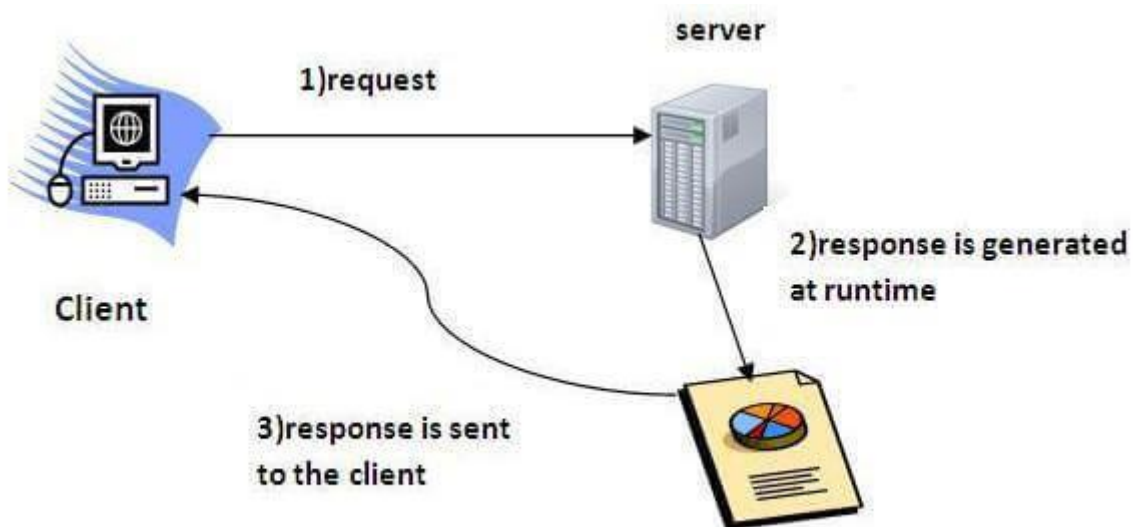 server
1)request
2)response is generated
at runtime
Client
3)response is sent
to the client